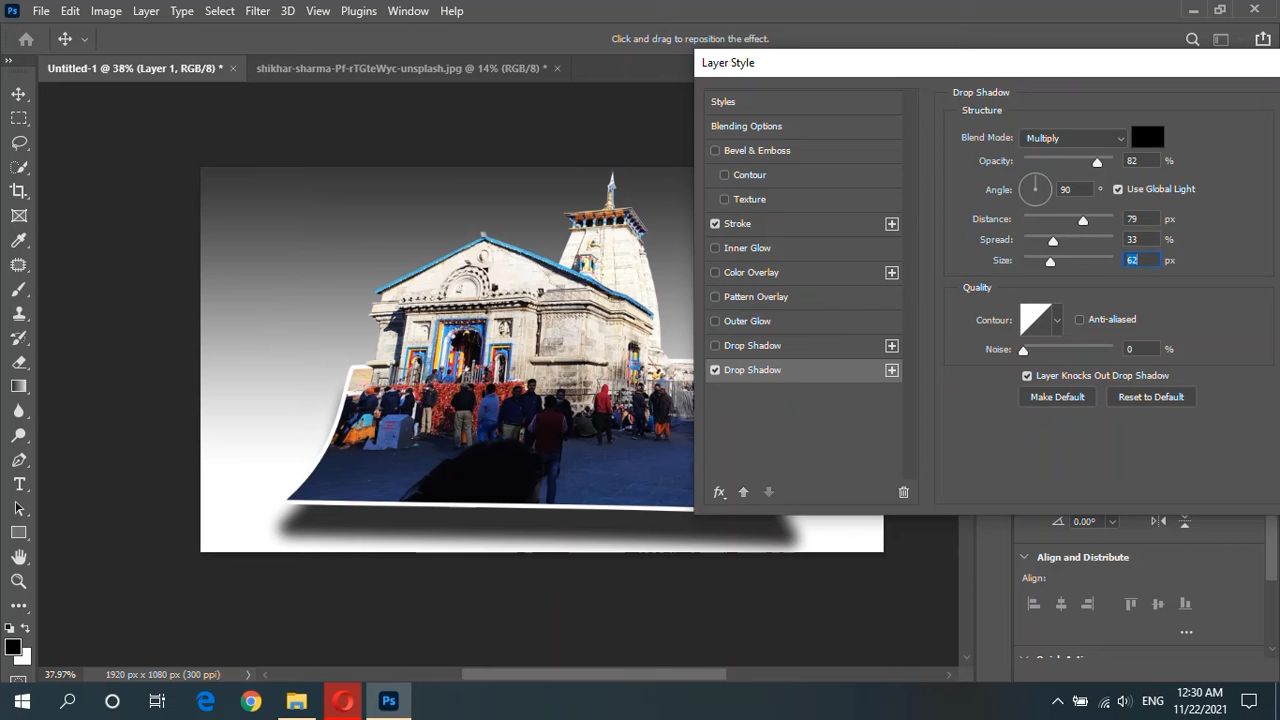 Ps File Edit Image Layer Type Select Filter 3D View Plugins Window Help
Click and drag to reposition the effect.
Untitled-1 @ 38% (Layer 1, RGB/8) * × shikhar-sharma-Pf-rTGteWyc-unsplash.jpg @ 14% (RGB/8) * ×
Layer Style
Styles
Blending Options
Bevel & Emboss
Contour
Texture
Stroke
Inner Glow
Color Overlay
Pattern Overlay
Outer Glow
Drop Shadow
Drop Shadow
fx
Drop Shadow
Structure
Blend Mode: Multiply
Opacity: 82 %
Angle: 90 ° Use Global Light
Distance: 79 px
Spread: 33 %
Size: 62 px
Quality
Contour: Anti-aliased
Noise: 0 %
Layer Knocks Out Drop Shadow
Make Default Reset to Default
0.00°
Align and Distribute
Align:
37.97% 1920 px x 1080 px (300 ppi)
Ps
ENG
12:30 AM
11/22/2021